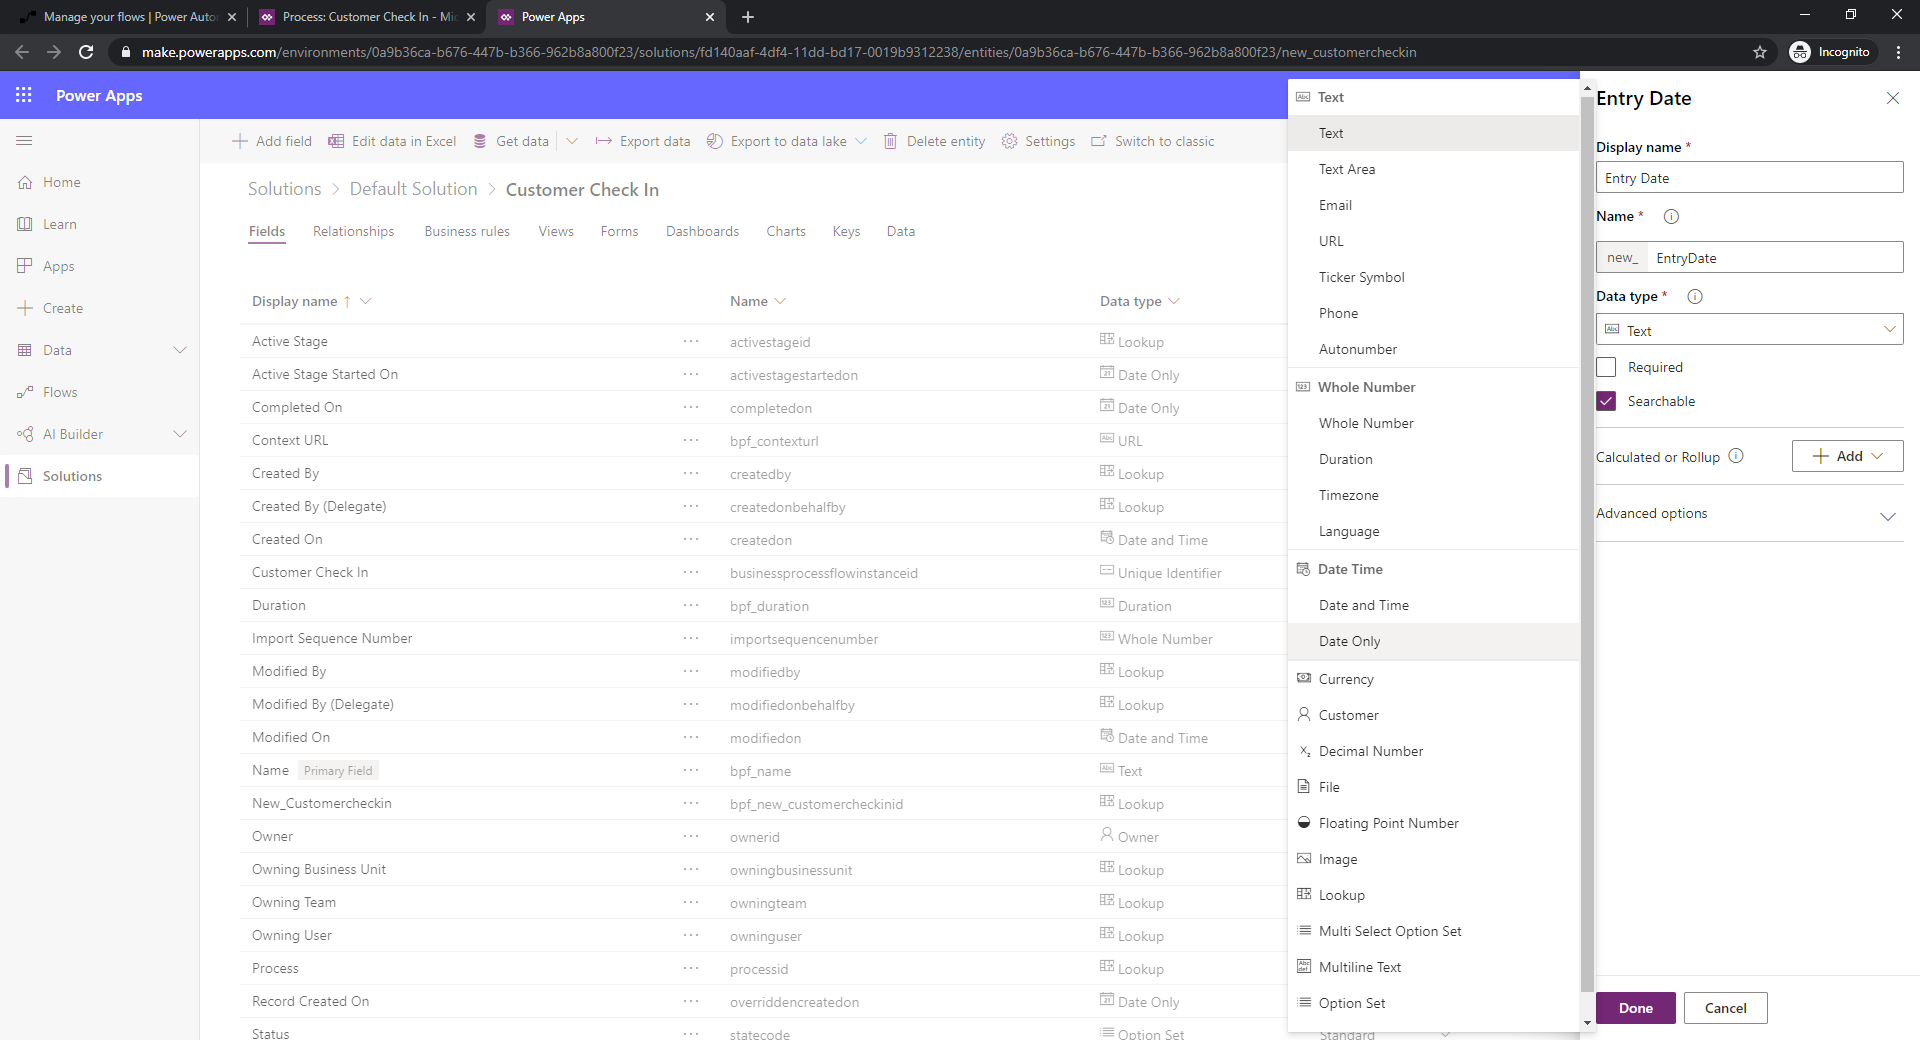 Manage your flows | Power Autor
Process: Customer Check In - Mic
Power Apps
make.powerapps.com/environments/0a9b36ca-b676-447b-b366-962b8a800f23/solutions/fd140aaf-4df4-11dd-bd17-0019b9312238/entities/0a9b36ca-b676-447b-b366-962b8a800f23/new_customercheckin
Incognito
Power Apps
Home
Learn
Apps
Create
Data
Flows
AI Builder
Solutions
Add field
Edit data in Excel
Get data
Export data
Export to data lake
Delete entity
Settings
Switch to classic
Solutions > Default Solution > Customer Check In
Fields
Relationships
Business rules
Views
Forms
Dashboards
Charts
Keys
Data
Display name ↑ Name Data type
Active Stage ··· activestageid Lookup
Active Stage Started On ··· activestagestartedon Date Only
Completed On ··· completedon Date Only
Context URL ··· bpf_contexturl URL
Created By ··· createdby Lookup
Created By (Delegate) ··· createdonbehalfby Lookup
Created On ··· createdon Date and Time
Customer Check In ··· businessprocessflowinstanceid Unique Identifier
Duration ··· bpf_duration Duration
Import Sequence Number ··· importsequencenumber Whole Number
Modified By ··· modifiedby Lookup
Modified By (Delegate) ··· modifiedonbehalfby Lookup
Modified On ··· modifiedon Date and Time
Name Primary Field ··· bpf_name Text
New_Customercheckin ··· bpf_new_customercheckinid Lookup
Owner ··· ownerid Owner
Owning Business Unit ··· owningbusinessunit Lookup
Owning Team ··· owningteam Lookup
Owning User ··· owninguser Lookup
Process ··· processid Lookup
Record Created On ··· overriddencreatedon Date Only
Status ··· statecode Option Set Standard
Text
Text
Text Area
Email
URL
Ticker Symbol
Phone
Autonumber
Whole Number
Whole Number
Duration
Timezone
Language
Date Time
Date and Time
Date Only
Currency
Customer
Decimal Number
File
Floating Point Number
Image
Lookup
Multi Select Option Set
Multiline Text
Option Set
Entry Date
Display name *
Entry Date
Name *
new_ EntryDate
Data type *
Text
Required
Searchable
Calculated or Rollup
Add
Advanced options
Done
Cancel